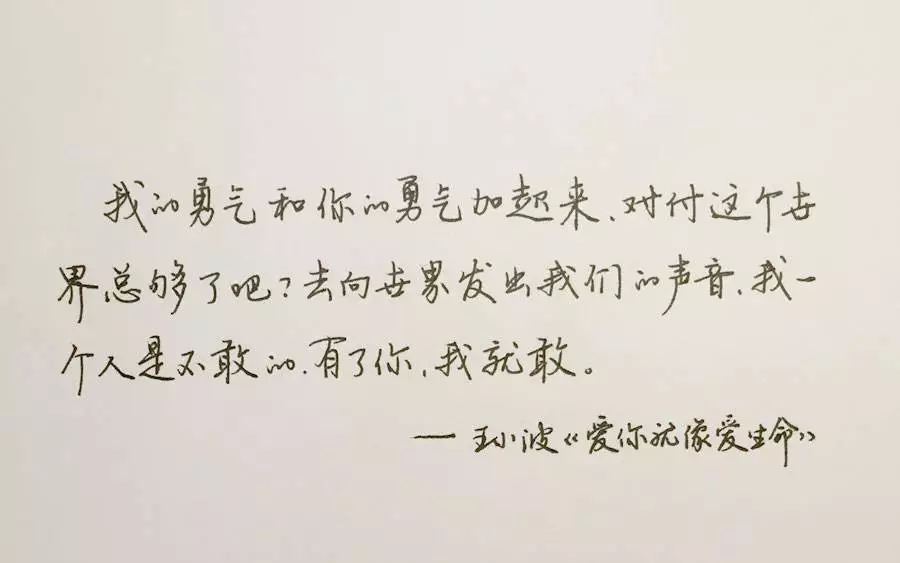 我的勇气和你的勇气加起来、对付这个世
界总够了吧？去向世界发出我们的声音、我一
个人是不敢的、有了你，我就敢。
— 王小波《爱你就像爱生命》